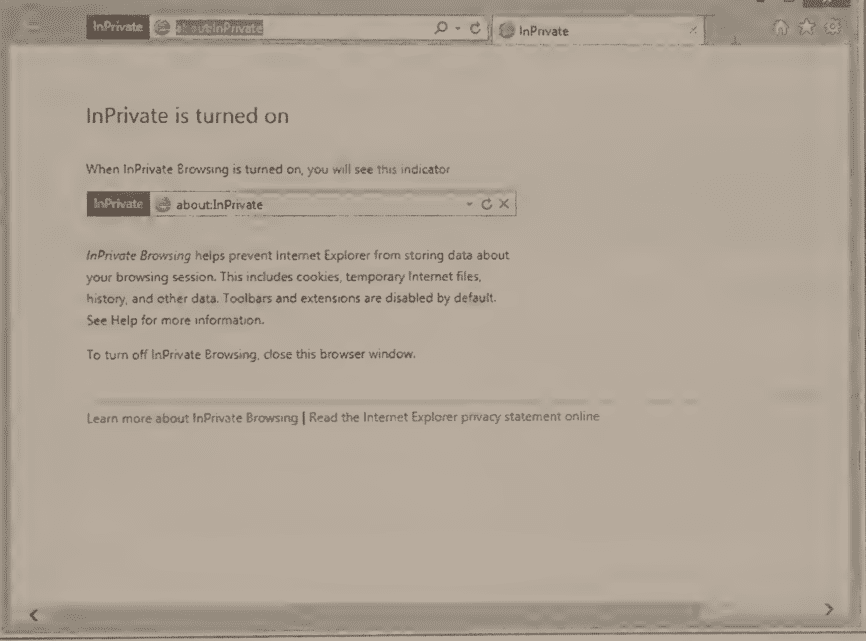 InPrivate about:InPrivate InPrivate
InPrivate is turned on
When InPrivate Browsing is turned on, you will see this indicator
InPrivate about:InPrivate
InPrivate Browsing helps prevent Internet Explorer from storing data about
your browsing session. This includes cookies, temporary Internet files,
history, and other data. Toolbars and extensions are disabled by default.
See Help for more information.
To turn off InPrivate Browsing, close this browser window.
Learn more about InPrivate Browsing | Read the Internet Explorer privacy statement online